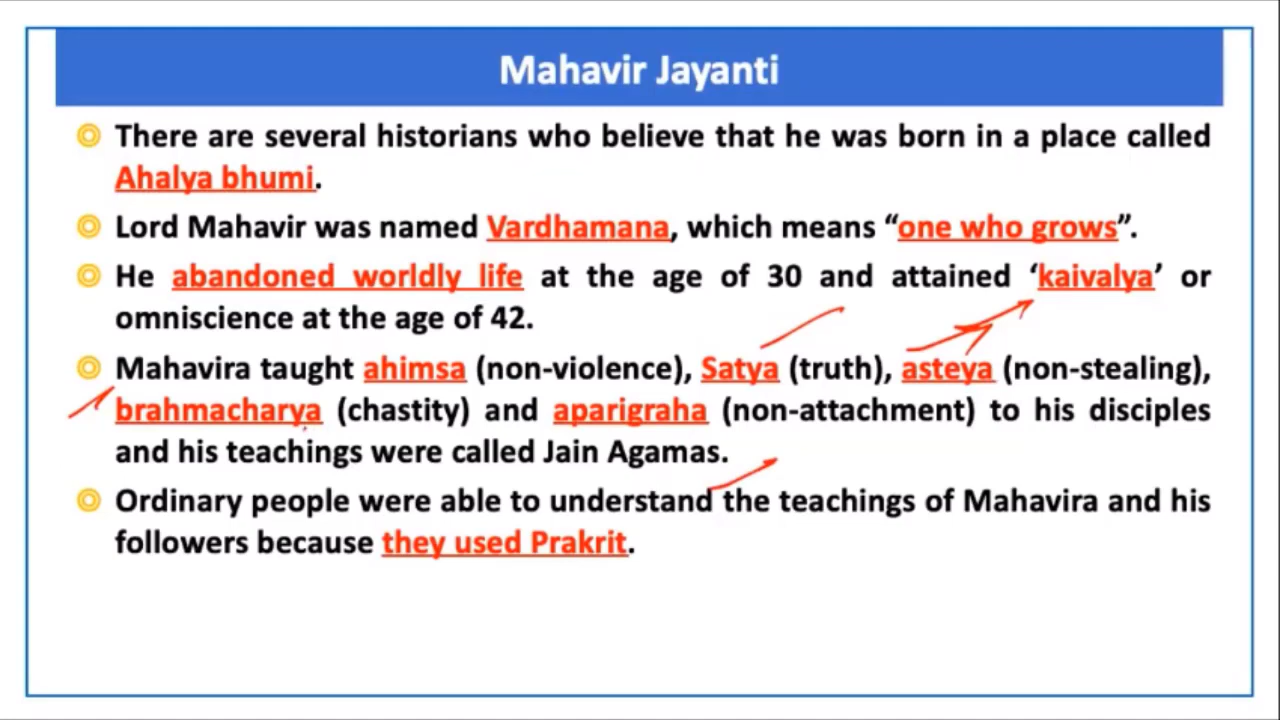 Mahavir Jayanti
There are several historians who believe that he was born in a place called
Ahalya bhumi.
Lord Mahavir was named Vardhamana, which means “one who grows”.
He abandoned worldly life at the age of 30 and attained ‘kaivalya’ or
omniscience at the age of 42.
Mahavira taught ahimsa (non-violence), Satya (truth), asteya (non-stealing),
brahmacharya (chastity) and aparigraha (non-attachment) to his disciples
and his teachings were called Jain Agamas.
Ordinary people were able to understand the teachings of Mahavira and his
followers because they used Prakrit.